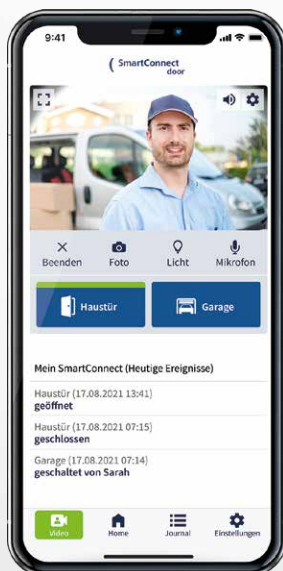 9:41
SmartConnect
door
Beenden Foto Licht Mikrofon
Haustür Garage
Mein SmartConnect (Heutige Ereignisse)
Haustür (17.08.2021 13:41)
geöffnet
Haustür (17.08.2021 07:15)
geschlossen
Garage (17.08.2021 07:14)
geschaltet von Sarah
Video Home Journal Einstellungen